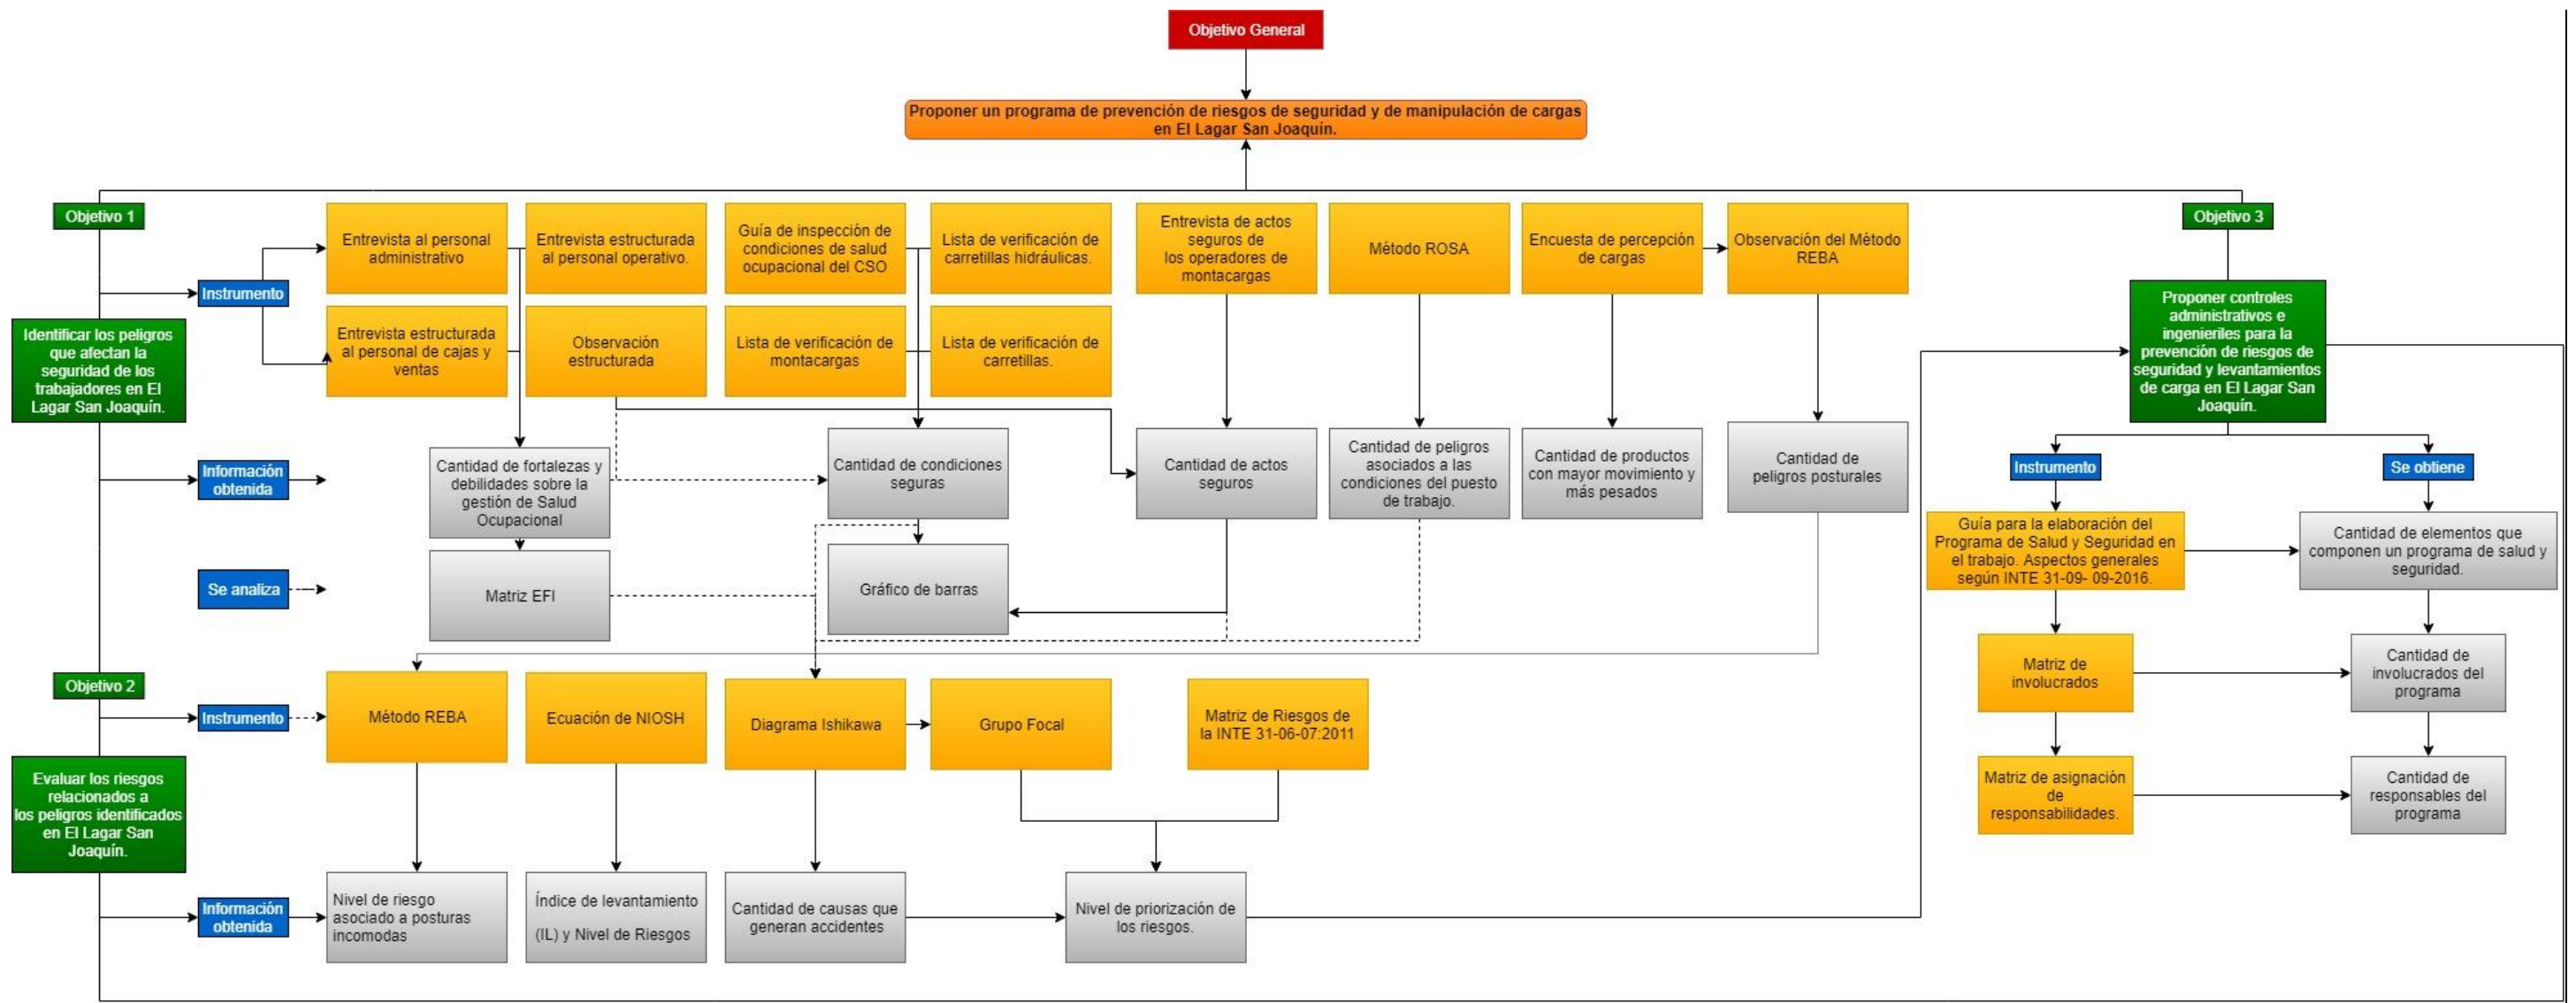 Objetivo General
Proponer un programa de prevención de riesgos de seguridad y de manipulación de cargas
en El Lagar San Joaquín.
Objetivo 1
Identificar los peligros
que afectan la
seguridad de los
trabajadores en El
Lagar San Joaquín.
Instrumento
Entrevista al personal
administrativo
Entrevista estructurada
al personal operativo.
Guía de inspección de
condiciones de salud
ocupacional del CSO
Lista de verificación de
carretillas hidráulicas.
Entrevista de actos
seguros de
los operadores de
montacargas
Método ROSA
Encuesta de percepción
de cargas
Observación del Método
REBA
Entrevista estructurada
al personal de cajas y
ventas
Observación
estructurada
Lista de verificación de
montacargas
Lista de verificación de
carretillas.
Información
obtenida
Cantidad de fortalezas y
debilidades sobre la
gestión de Salud
Ocupacional
Cantidad de condiciones
seguras
Cantidad de actos
seguros
Cantidad de peligros
asociados a las
condiciones del puesto
de trabajo.
Cantidad de productos
con mayor movimiento y
más pesados
Cantidad de
peligros posturales
Se analiza
Matriz EFI
Gráfico de barras
Objetivo 2
Evaluar los riesgos
relacionados a
los peligros identificados
en El Lagar San
Joaquín.
Instrumento
Método REBA
Ecuación de NIOSH
Diagrama Ishikawa
Grupo Focal
Matriz de Riesgos de
la INTE 31-06-07:2011
Información
obtenida
Nivel de riesgo
asociado a posturas
incomodas
Índice de levantamiento
(IL) y Nivel de Riesgos
Cantidad de causas que
generan accidentes
Nivel de priorización de
los riesgos.
Objetivo 3
Proponer controles
administrativos e
ingenieriles para la
prevención de riesgos de
seguridad y levantamientos
de carga en El Lagar San
Joaquín.
Instrumento
Se obtiene
Guía para la elaboración del
Programa de Salud y Seguridad en
el trabajo. Aspectos generales
según INTE 31-09- 09-2016.
Cantidad de elementos que
componen un programa de salud y
seguridad.
Matriz de
involucrados
Cantidad de
involucrados del
programa
Matriz de asignación
de
responsabilidades.
Cantidad de
responsables del
programa